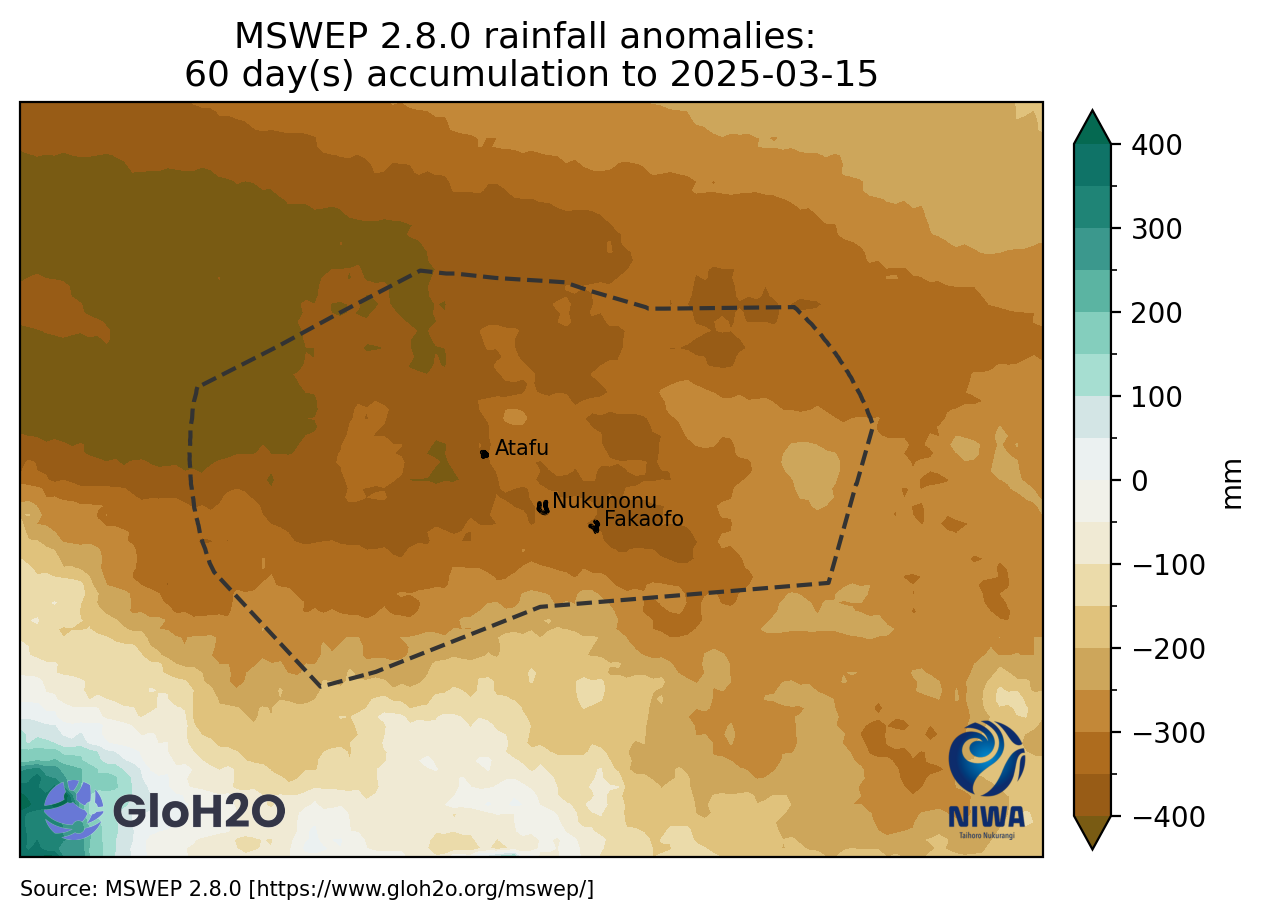 MSWEP 2.8.0 rainfall anomalies:
60 day(s) accumulation to 2025-03-15
400
300
200
100
0
−100
−200
−300
−400
mm
Atafu
Nukunonu
Fakaofo
GloH2O
NIWA
Taihoro Nukurangi
Source: MSWEP 2.8.0 [https://www.gloh2o.org/mswep/]